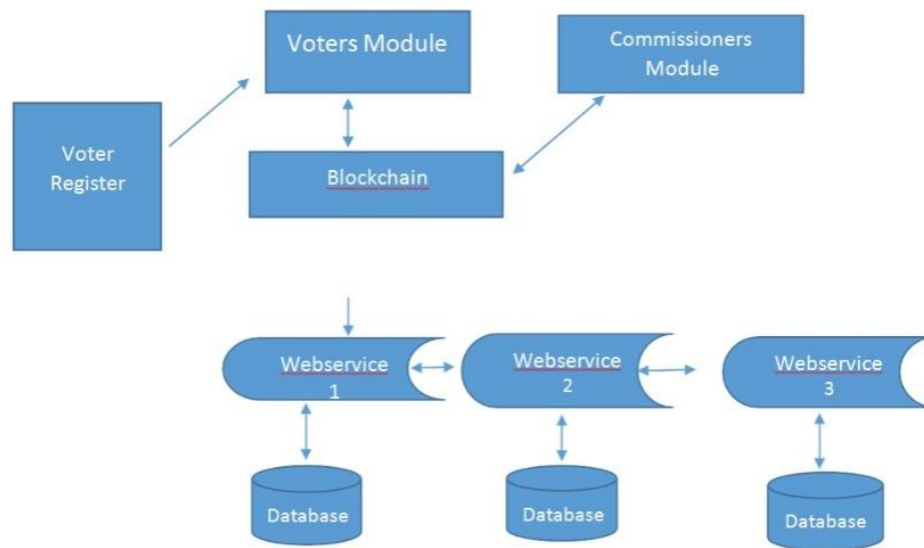 Voters Module
Commissioners
Module
Voter
Register
Blockchain
Webservice
1
Webservice
2
Webservice
3
Database
Database
Database